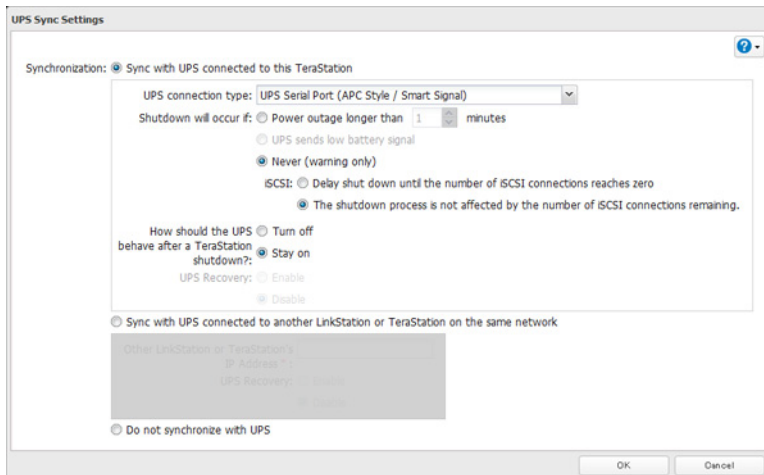 UPS Sync Settings
Synchronization: Sync with UPS connected to this TeraStation
UPS connection type: UPS Serial Port (APC Style / Smart Signal)
Shutdown will occur if: Power outage longer than 1 minutes
UPS sends low battery signal
Never (warning only)
iSCSI: Delay shut down until the number of iSCSI connections reaches zero
The shutdown process is not affected by the number of iSCSI connections remaining.
How should the UPS
behave after a TeraStation
shutdown?:
Turn off
Stay on
UPS Recovery: Enable
Disable
Sync with UPS connected to another LinkStation or TeraStation on the same network
Other LinkStation or TeraStation's
IP Address * :
UPS Recovery: Enable
Disable
Do not synchronize with UPS
OK Cancel